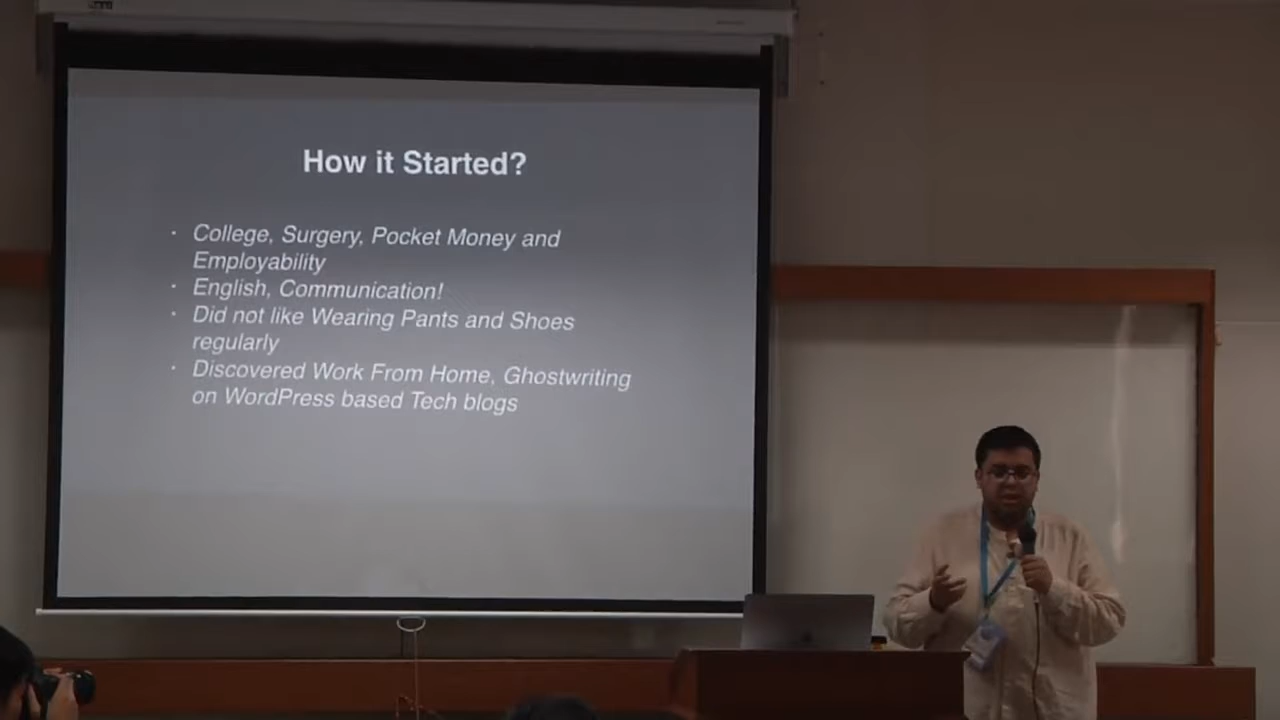 How it Started?
· College, Surgery, Pocket Money and
Employability
· English, Communication!
· Did not like Wearing Pants and Shoes
regularly
· Discovered Work From Home, Ghostwriting
on WordPress based Tech blogs